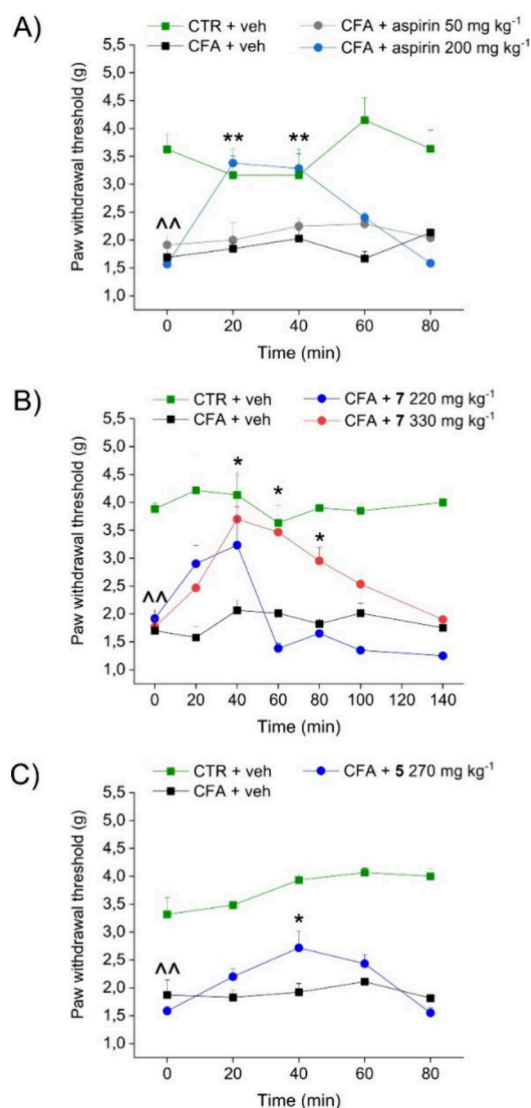 A)
CTR + veh
CFA + veh
CFA + aspirin 50 mg kg⁻¹
CFA + aspirin 200 mg kg⁻¹
Paw withdrawal threshold (g)
5,5
5,0
4,5
4,0
3,5
3,0
2,5
2,0
1,5
1,0
^^
**
**
0 20 40 60 80
Time (min)
B)
CTR + veh
CFA + veh
CFA + 7 220 mg kg⁻¹
CFA + 7 330 mg kg⁻¹
Paw withdrawal threshold (g)
5,5
5,0
4,5
4,0
3,5
3,0
2,5
2,0
1,5
1,0
^^
*
*
*
0 20 40 60 80 100 120 140
Time (min)
C)
CTR + veh
CFA + veh
CFA + 5 270 mg kg⁻¹
Paw withdrawal threshold (g)
5,5
5,0
4,5
4,0
3,5
3,0
2,5
2,0
1,5
1,0
^^
*
0 20 40 60 80
Time (min)